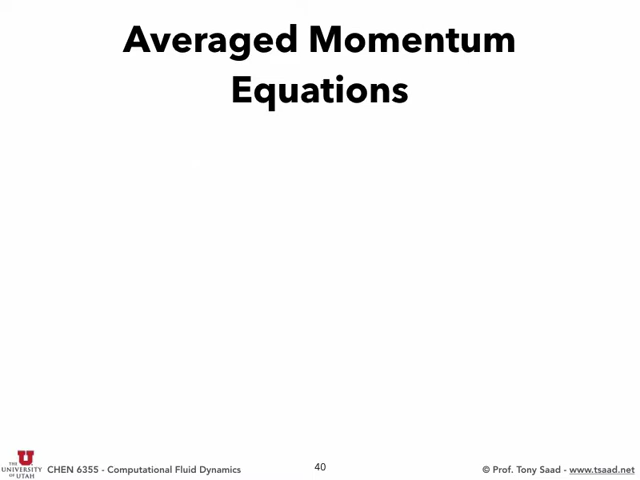 Averaged Momentum
Equations
THE
UNIVERSITY
OF UTAH
CHEN 6355 - Computational Fluid Dynamics
40
© Prof. Tony Saad - www.tsaad.net